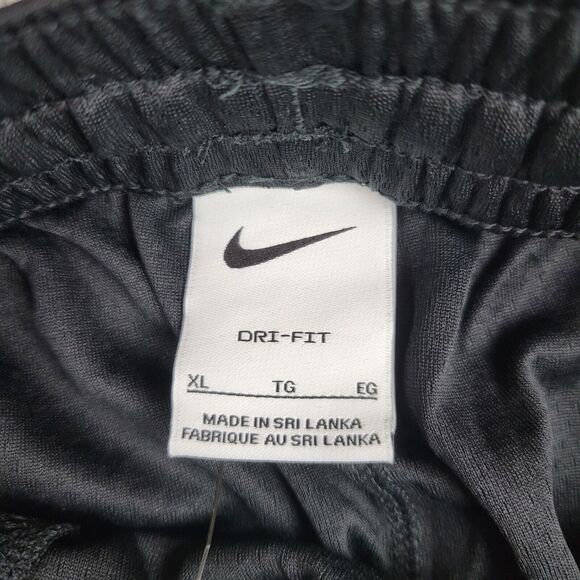 DRI-FIT
XL TG EG
MADE IN SRI LANKA
FABRIQUE AU SRI LANKA